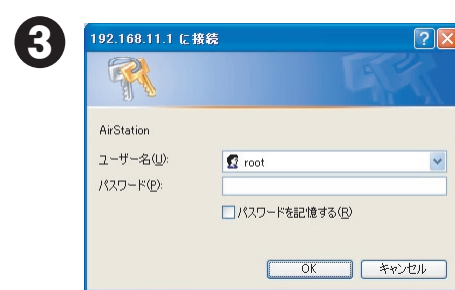 3
192.168.11.1 に接続
AirStation
ユーザー名(U):
root
パスワード(P):
パスワードを記憶する(R)
OK
キャンセル